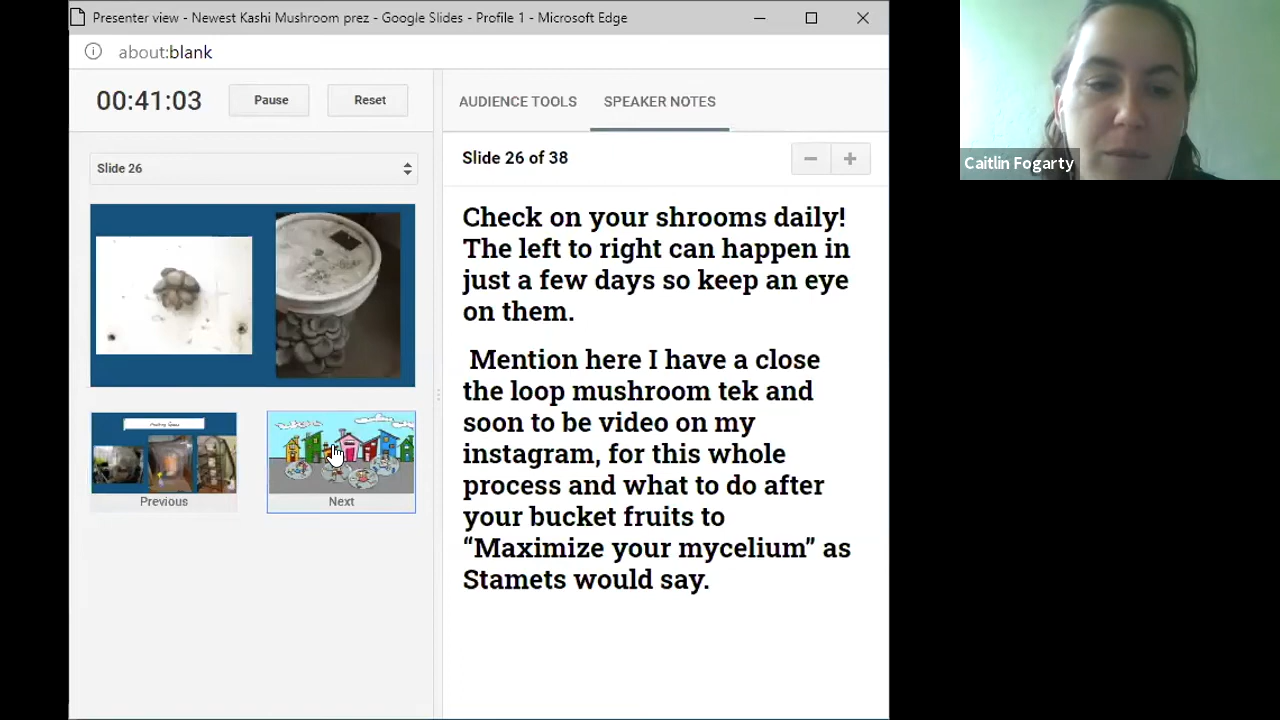 Presenter view - Newest Kashi Mushroom prez - Google Slides - Profile 1 - Microsoft Edge
about:blank
00:41:03
Pause
Reset
AUDIENCE TOOLS
SPEAKER NOTES
Slide 26
Slide 26 of 38
Check on your shrooms daily!
The left to right can happen in
just a few days so keep an eye
on them.
Mention here I have a close
the loop mushroom tek and
soon to be video on my
instagram, for this whole
process and what to do after
your bucket fruits to
“Maximize your mycelium” as
Stamets would say.
Previous
Next
Caitlin Fogarty